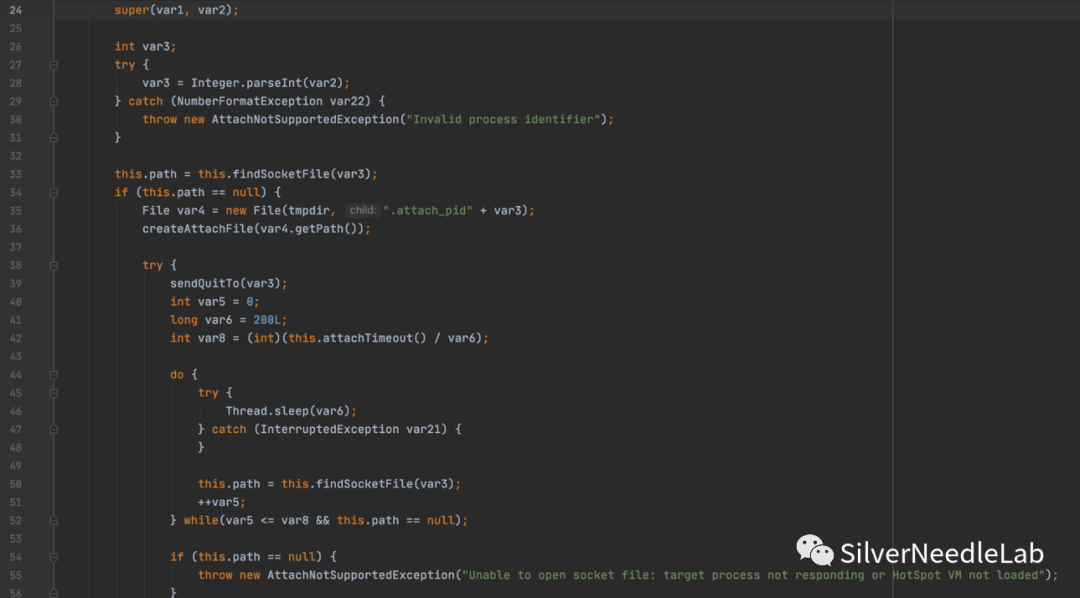 24 super(var1, var2);
25
26 int var3;
27 try {
28 var3 = Integer.parseInt(var2);
29 } catch (NumberFormatException var22) {
30 throw new AttachNotSupportedException("Invalid process identifier");
31 }
32
33 this.path = this.findSocketFile(var3);
34 if (this.path == null) {
35 File var4 = new File(tmpdir, child: ".attach_pid" + var3);
36 createAttachFile(var4.getPath());
37
38 try {
39 sendQuitTo(var3);
40 int var5 = 0;
41 long var6 = 200L;
42 int var8 = (int)(this.attachTimeout() / var6);
43
44 do {
45 try {
46 Thread.sleep(var6);
47 } catch (InterruptedException var21) {
48 }
49
50 this.path = this.findSocketFile(var3);
51 ++var5;
52 } while(var5 <= var8 && this.path == null);
53
54 if (this.path == null) {
55 throw new AttachNotSupportedException("Unable to open socket file: target process not responding or HotSpot VM not loaded");
56 }
SilverNeedleLab